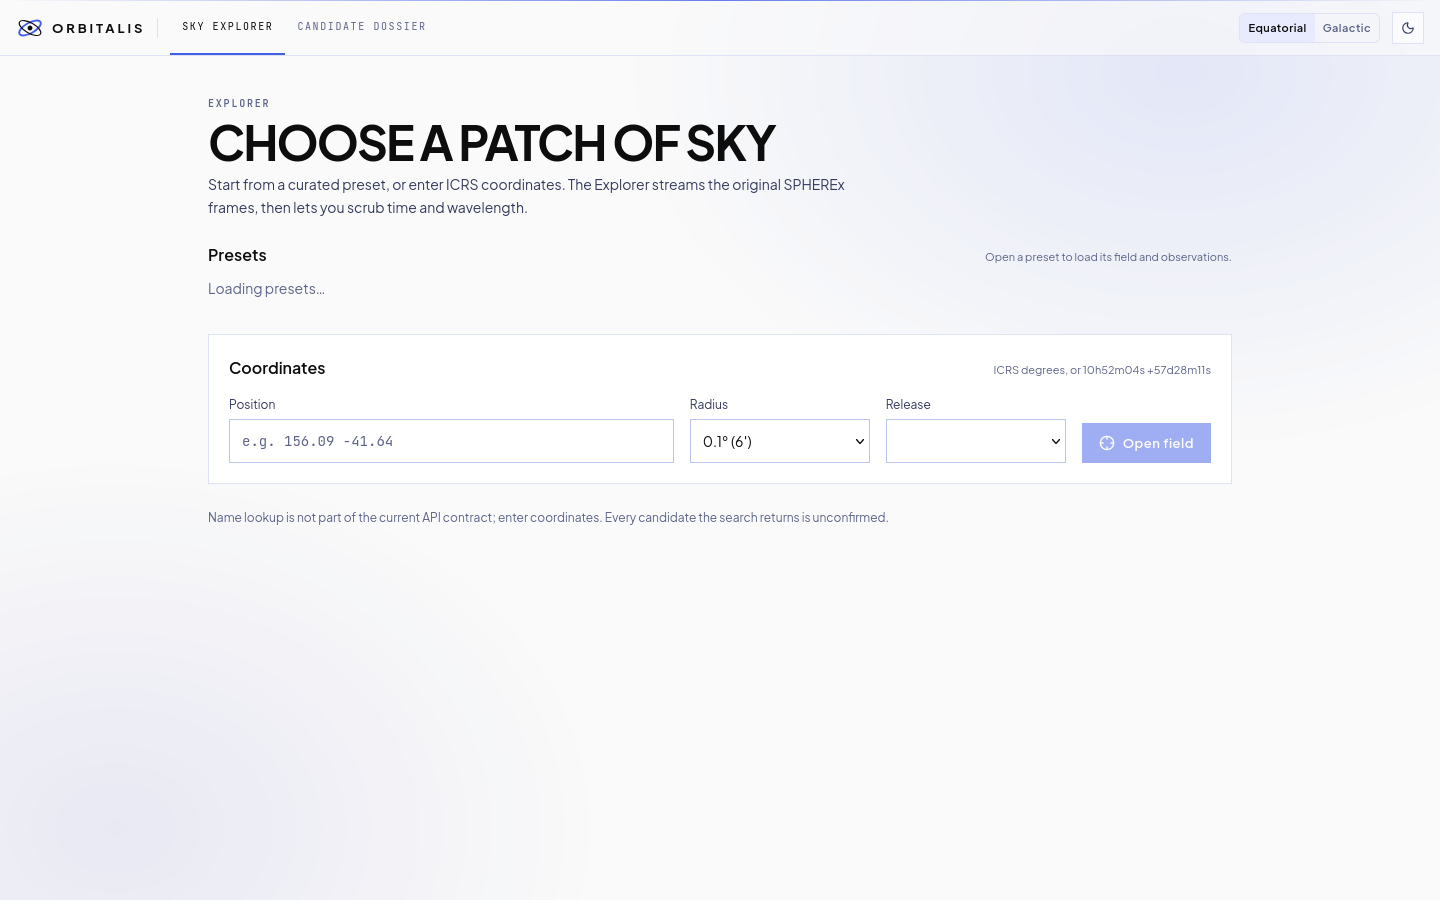 ORBITALIS
SKY EXPLORER
CANDIDATE DOSSIER
Equatorial
Galactic
EXPLORER
CHOOSE A PATCH OF SKY
Start from a curated preset, or enter ICRS coordinates. The Explorer streams the original SPHEREx
frames, then lets you scrub time and wavelength.
Presets
Open a preset to load its field and observations.
Loading presets…
Coordinates
ICRS degrees, or 10h52m04s +57d28m11s
Position
Radius
Release
e.g. 156.09 -41.64
0.1° (6′)
Open field
Name lookup is not part of the current API contract; enter coordinates. Every candidate the search returns is unconfirmed.